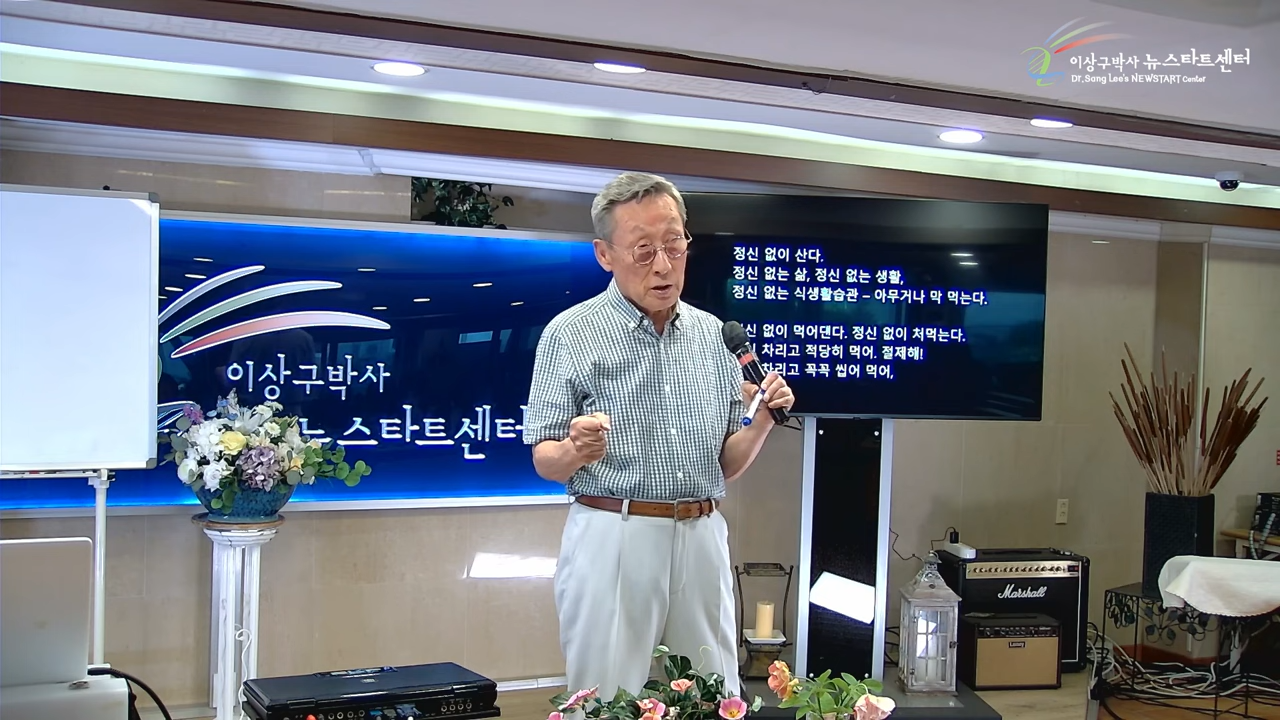 이상구박사 뉴스타트센터
Dr. Sang Lee's NEWSTART Center
정신 없이 산다.
정신 없는 삶, 정신 없는 생활,
정신 없는 식생활습관 – 아무거나 막 먹는다.
없이 먹어댄다. 정신 없이 처먹는다.
차리고 적당히 먹어. 절제해!
차리고 꼭꼭 씹어 먹어,
이상구박사
스타트센터
Marshall
Laney